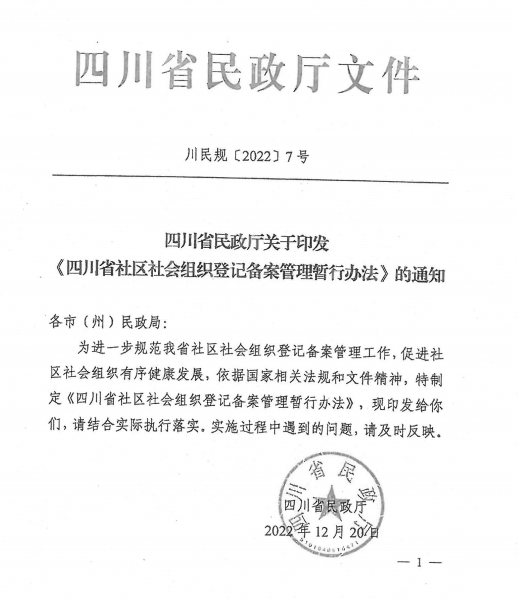 四川省民政厅文件
川民规〔2022〕7号
四川省民政厅关于印发
《四川省社区社会组织登记备案管理暂行办法》的通知
各市（州）民政局：
为进一步规范我省社区社会组织登记备案管理工作，促进社
区社会组织有序健康发展，依据国家相关法规和文件精神，特制
定《四川省社区社会组织登记备案管理暂行办法》，现印发给你
们，请结合实际执行落实。实施过程中遇到的问题，请及时反映。
四川省民政厅
四川省民政厅
2022年12月20日
— 1 —